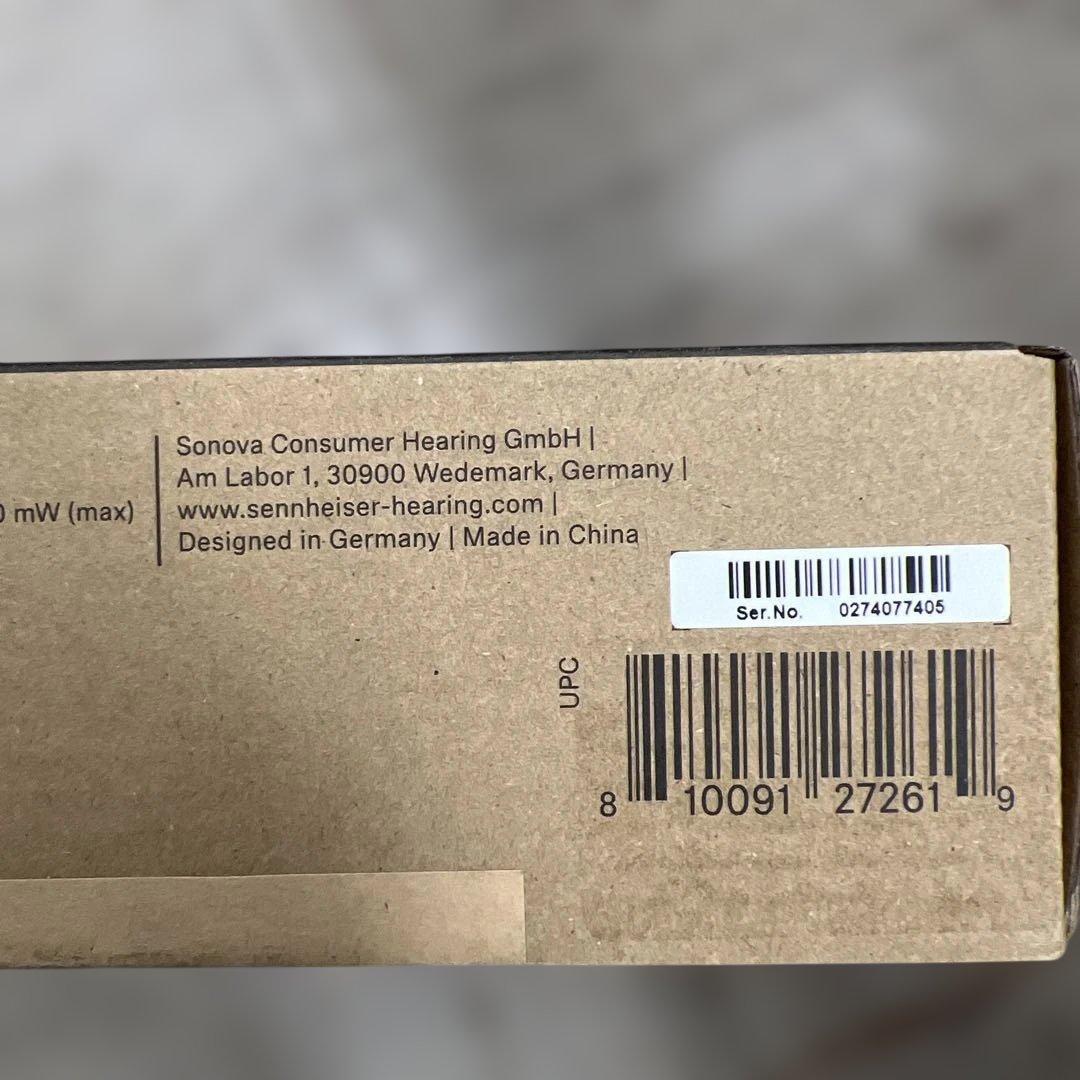 mW (max)
Sonova Consumer Hearing GmbH |
Am Labor 1, 30900 Wedemark, Germany |
www.sennheiser-hearing.com |
Designed in Germany | Made in China
Ser.No. 0274077405
UPC
8 10091 27261 9